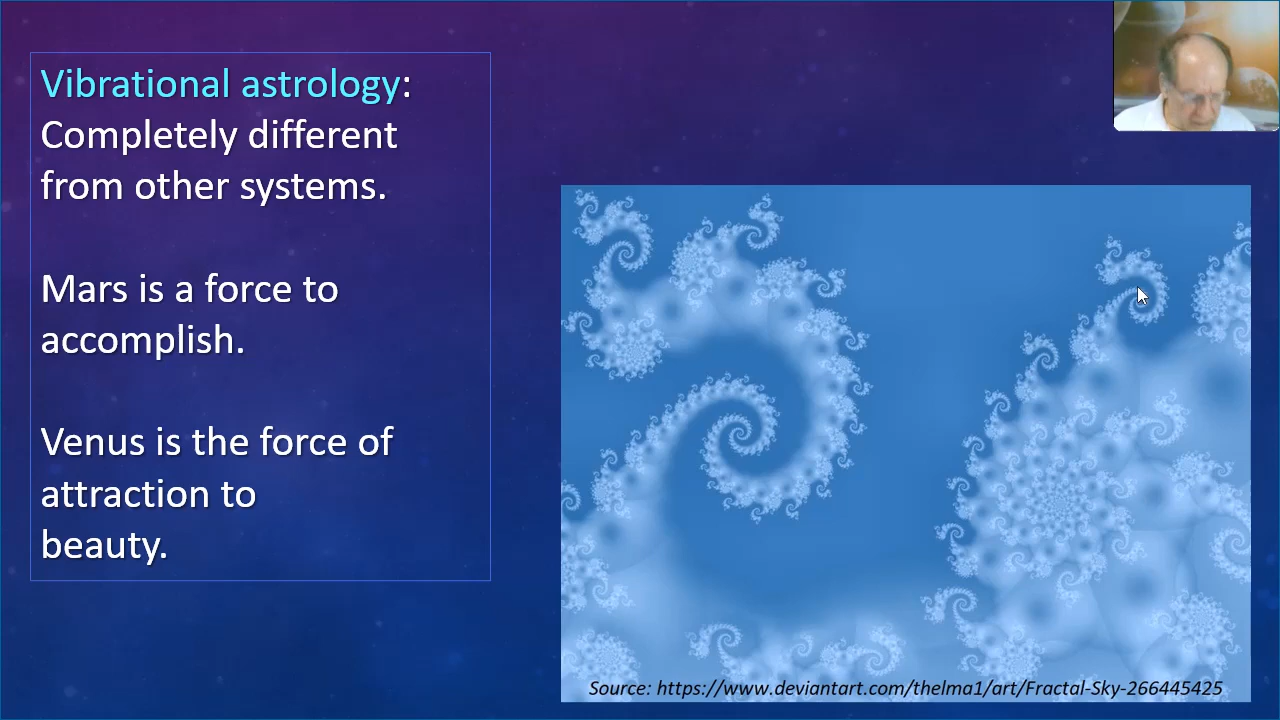 Vibrational astrology:
Completely different
from other systems.
Mars is a force to
accomplish.
Venus is the force of
attraction to
beauty.
Source: https://www.deviantart.com/thelma1/art/Fractal-Sky-266445425